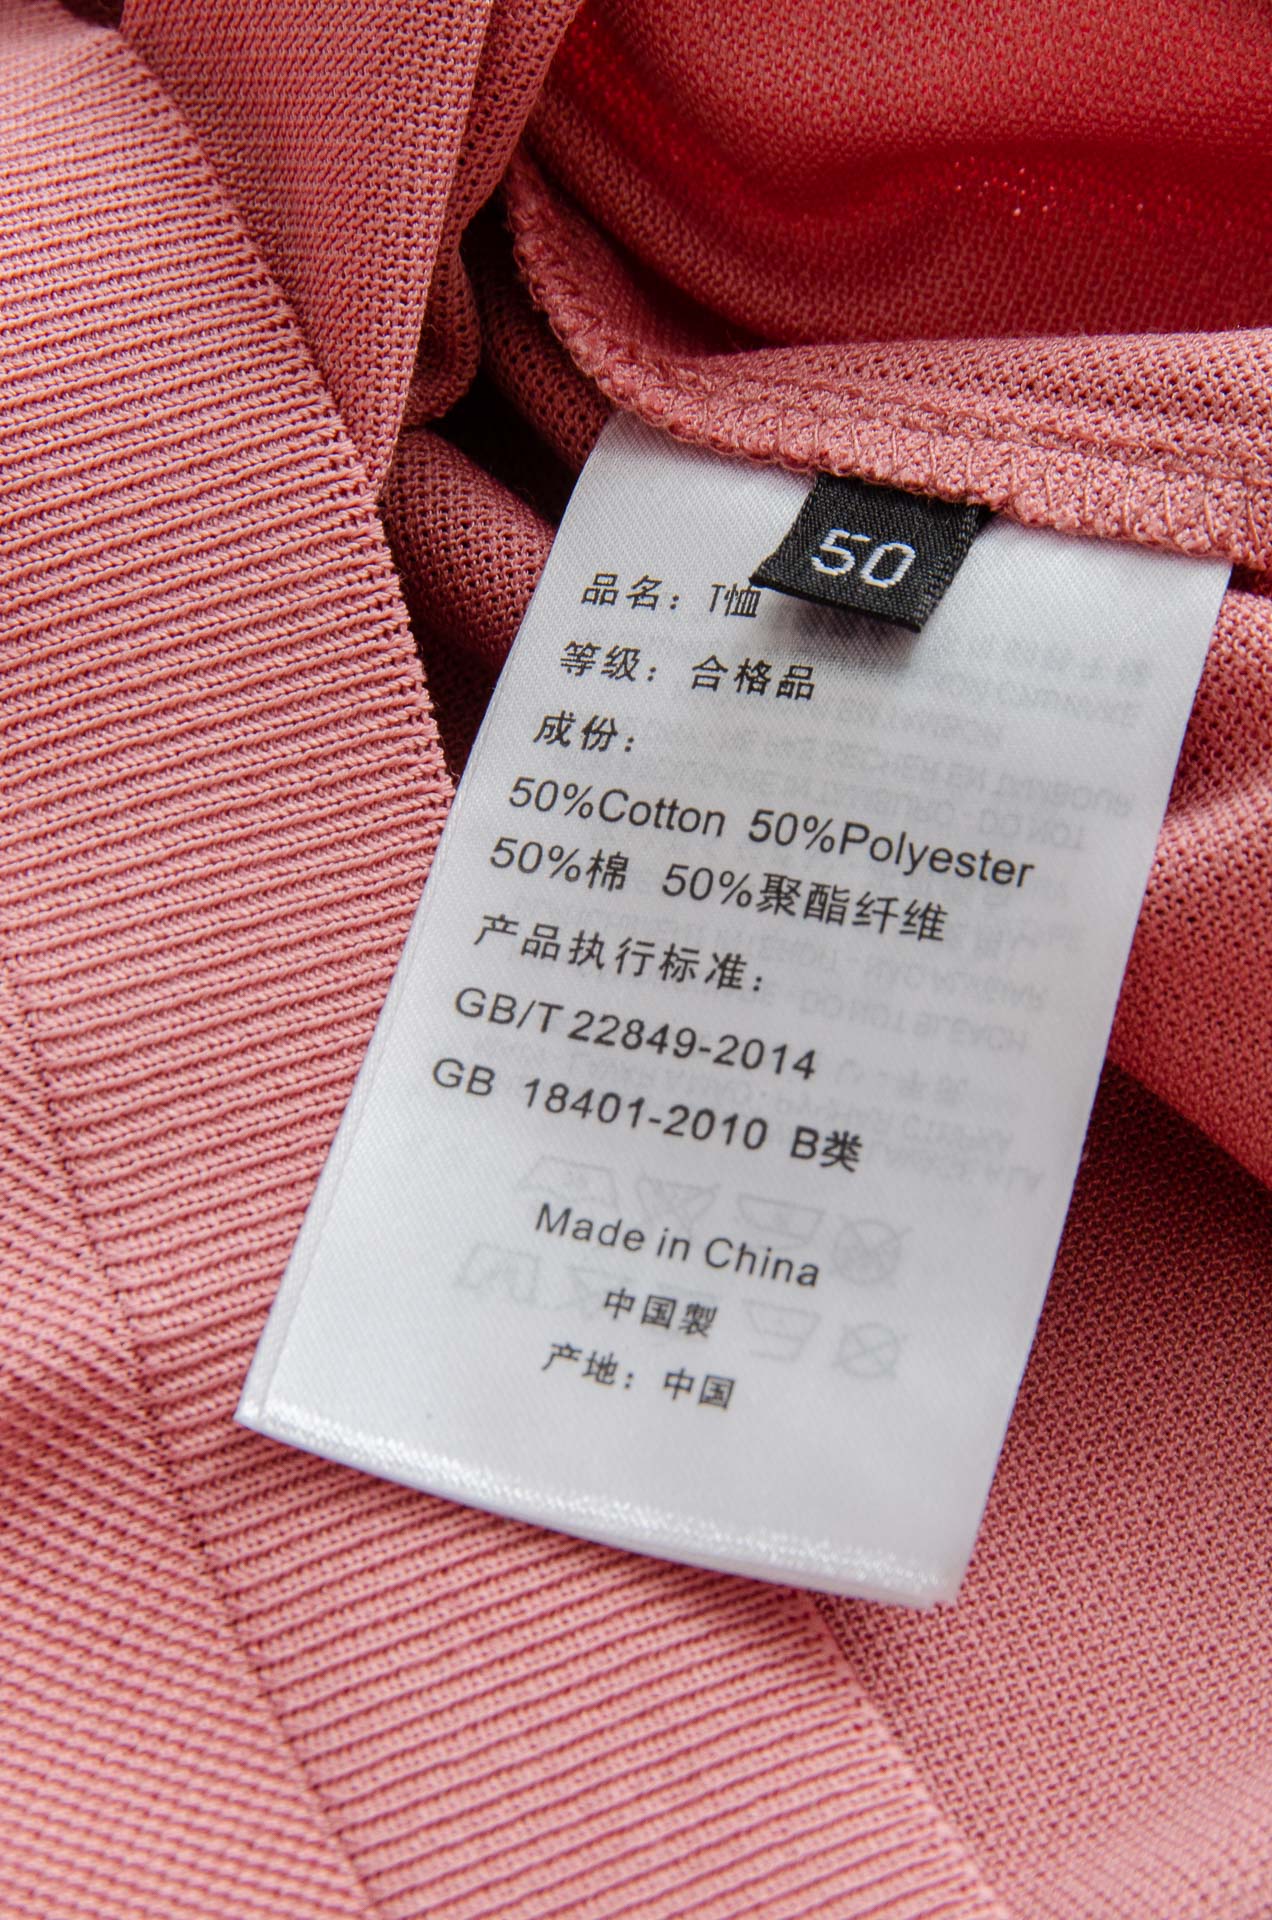 50
品名：T恤
等级：合格品
成份：
50%Cotton 50%Polyester
50%棉 50%聚酯纤维
产品执行标准：
GB/T 22849-2014
GB 18401-2010 B类
Made in China
中国製
产地：中国